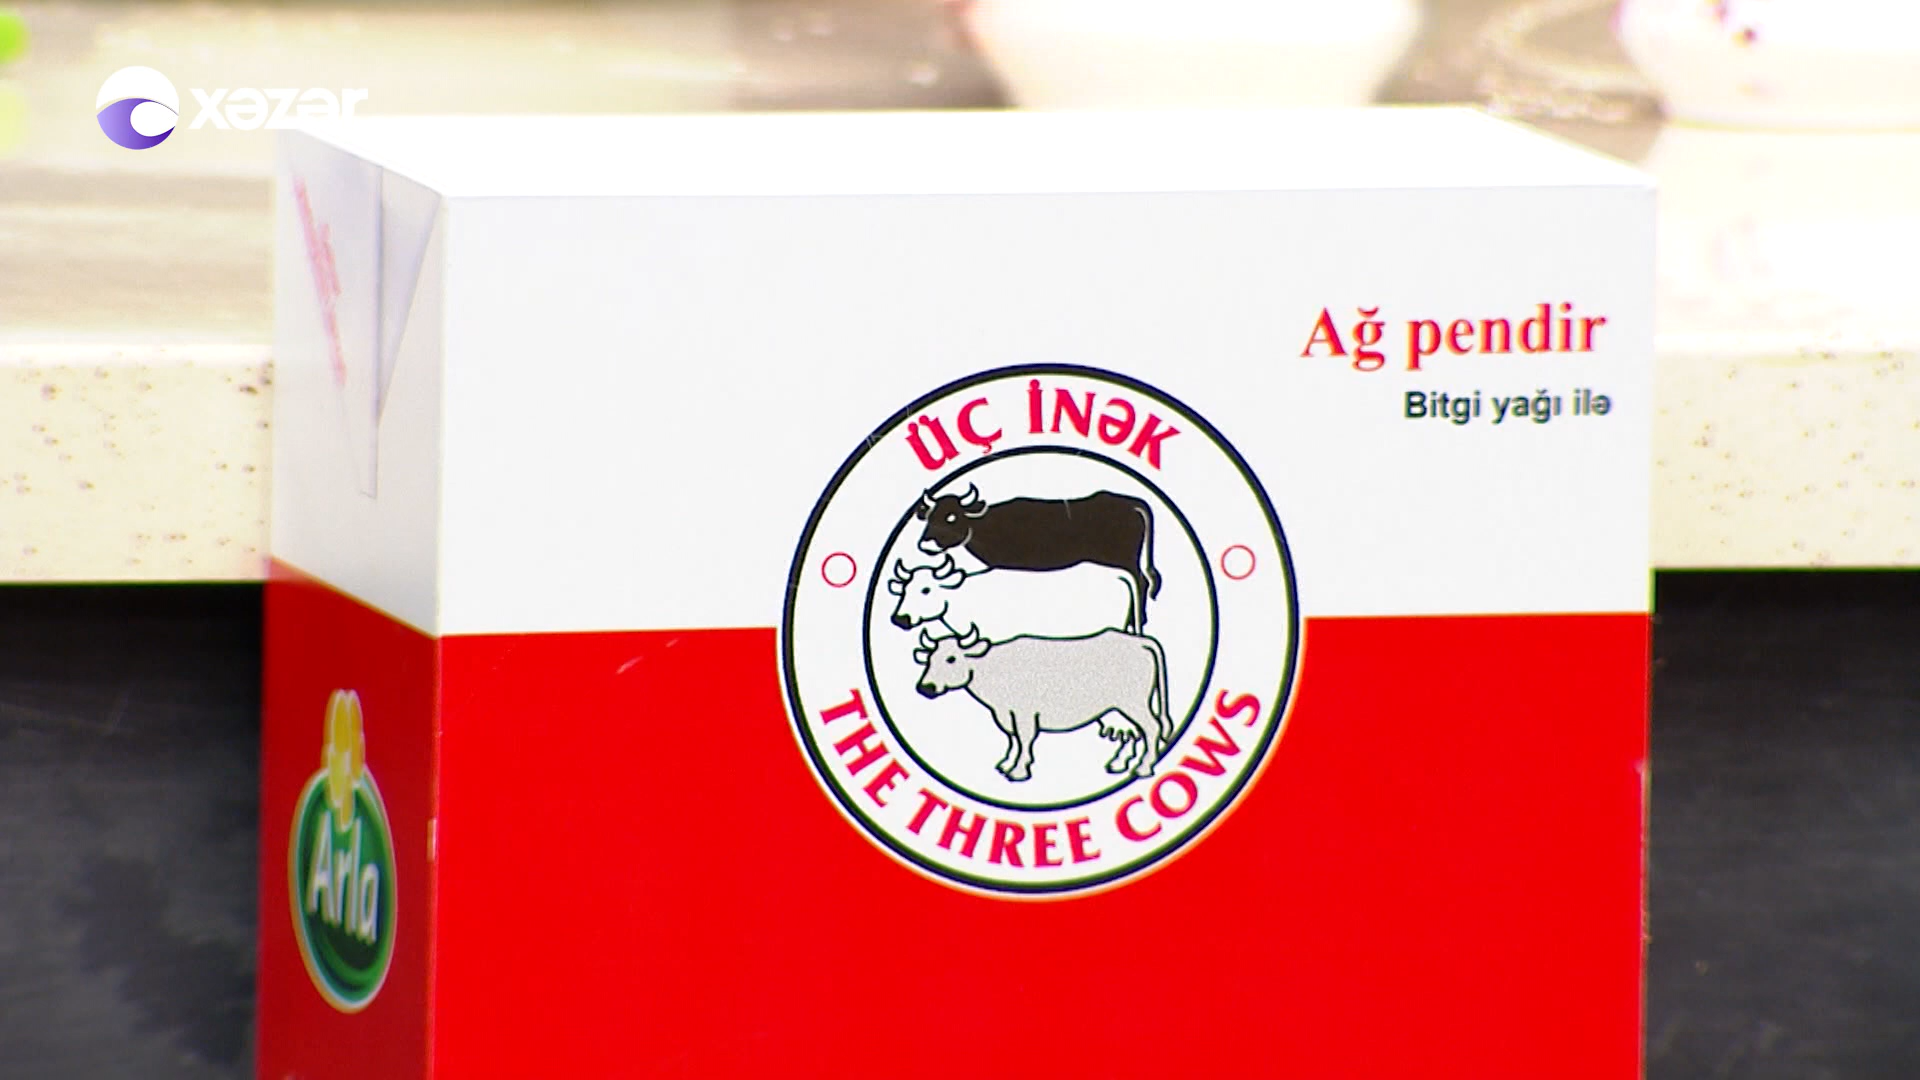 xəzər
Ağ pendir
Bitgi yağı ilə
ÜÇ İNƏK
THE THREE COWS
Arla